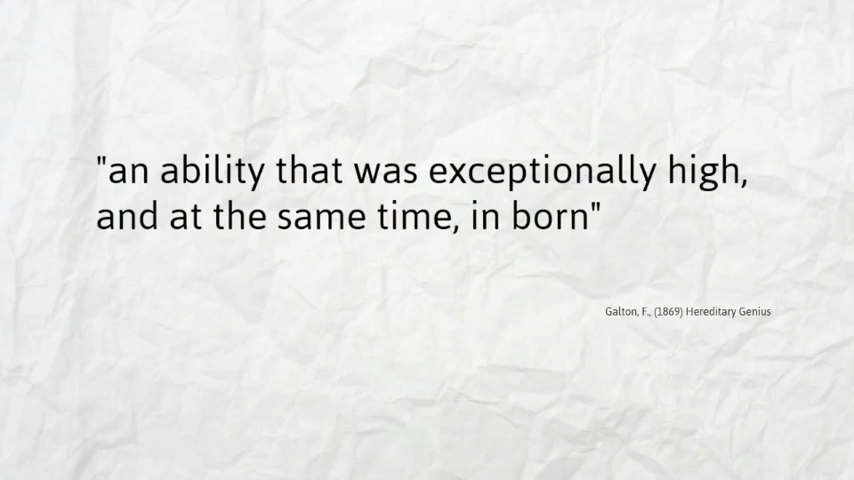 "an ability that was exceptionally high,
and at the same time, in born"
Galton, F., (1869) Hereditary Genius